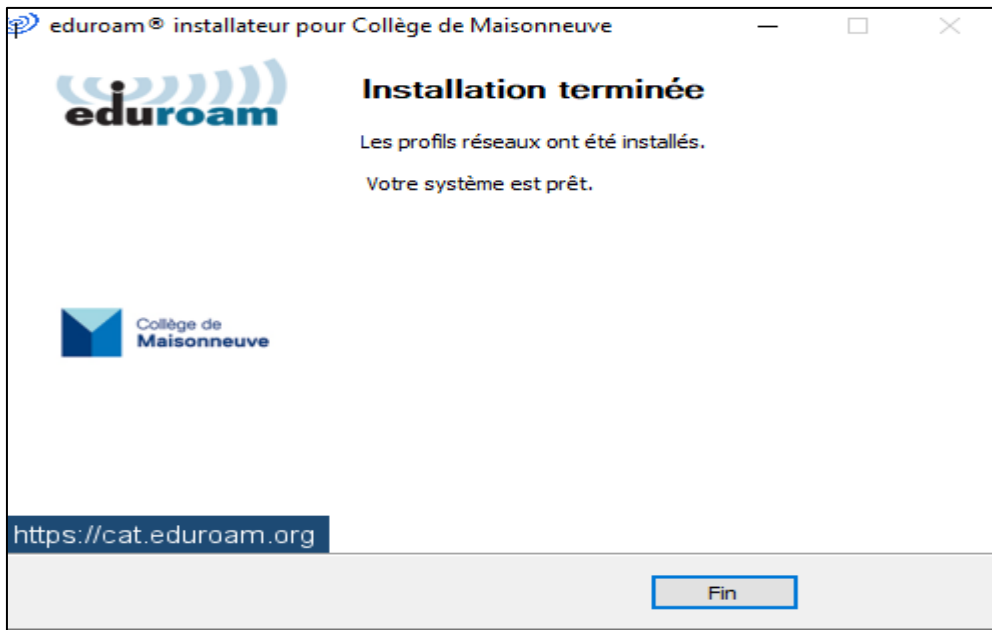 eduroam® installateur pour Collège de Maisonneuve
eduroam
Installation terminée
Les profils réseaux ont été installés.
Votre système est prêt.
Collège de
Maisonneuve
https://cat.eduroam.org
Fin